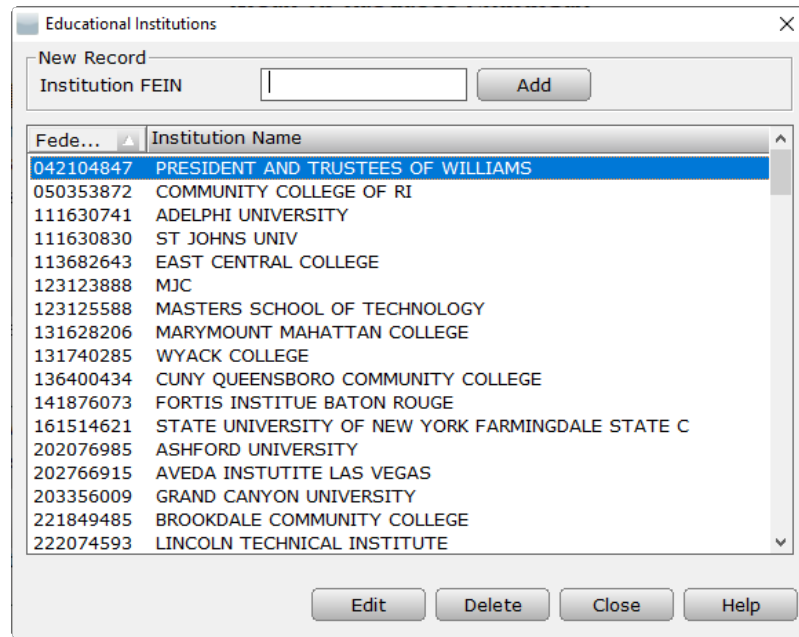 Educational Institutions
New Record
Institution FEIN
Add
Fede... Institution Name
042104847 PRESIDENT AND TRUSTEES OF WILLIAMS
050353872 COMMUNITY COLLEGE OF RI
111630741 ADELPHI UNIVERSITY
111630830 ST JOHNS UNIV
113682643 EAST CENTRAL COLLEGE
123123888 MJC
123125588 MASTERS SCHOOL OF TECHNOLOGY
131628206 MARYMOUNT MAHATTAN COLLEGE
131740285 WYACK COLLEGE
136400434 CUNY QUEENSBORO COMMUNITY COLLEGE
141876073 FORTIS INSTITUE BATON ROUGE
161514621 STATE UNIVERSITY OF NEW YORK FARMINGDALE STATE C
202076985 ASHFORD UNIVERSITY
202766915 AVEDA INSTUTITE LAS VEGAS
203356009 GRAND CANYON UNIVERSITY
221849485 BROOKDALE COMMUNITY COLLEGE
222074593 LINCOLN TECHNICAL INSTITUTE
Edit Delete Close Help